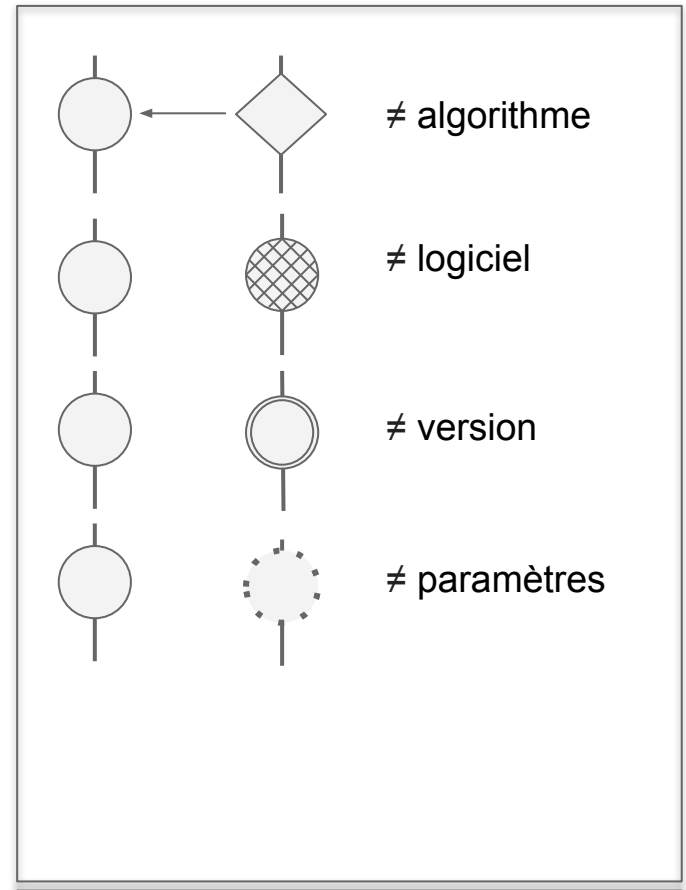 ≠ algorithme
≠ logiciel
≠ version
≠ paramètres